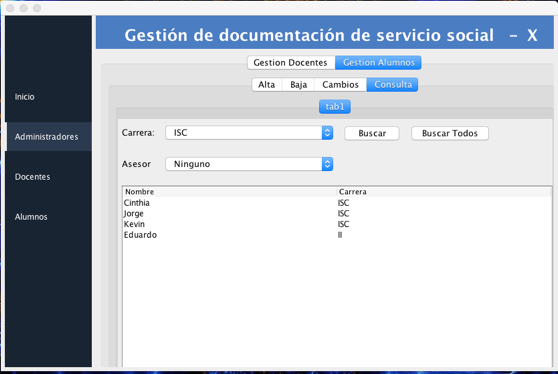 Gestión de documentación de servicio social - X
Gestion Docentes Gestion Alumnos
Alta Baja Cambios Consulta
tab1
Inicio
Administradores
Docentes
Alumnos
Carrera: ISC Buscar Buscar Todos
Asesor Ninguno
Nombre Carrera
Cinthia ISC
Jorge ISC
Kevin ISC
Eduardo II